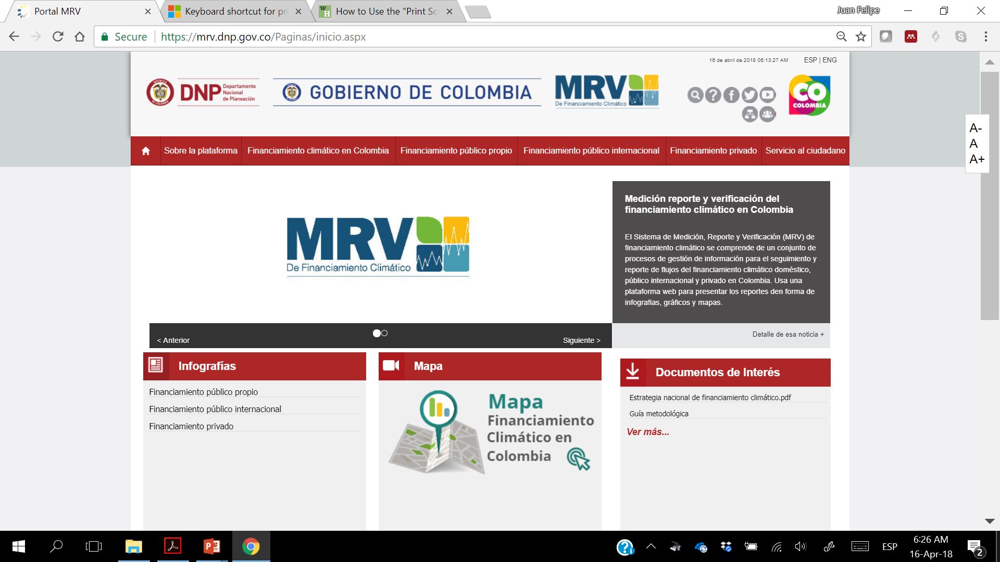 Portal MRV
Keyboard shortcut for pri
How to Use the "Print Scr
Juan Felipe
Secure
https://mrv.dnp.gov.co/Paginas/inicio.aspx
16 de abril de 2018 06:13:27 AM
ESP | ENG
DNP Departamento
Nacional
de Planeación
GOBIERNO DE COLOMBIA
MRV
De Financiamiento Climático
CO
COLOMBIA
A-
A
A+
Sobre la plataforma
Financiamiento climático en Colombia
Financiamiento público propio
Financiamiento público internacional
Financiamiento privado
Servicio al ciudadano
MRV
De Financiamiento Climático
Medición reporte y verificación del
financiamiento climático en Colombia
El Sistema de Medición, Reporte y Verificación (MRV) de
financiamiento climático se comprende de un conjunto de
procesos de gestión de información para el seguimiento y
reporte de flujos del financiamiento climático doméstico,
público internacional y privado en Colombia. Usa una
plataforma web para presentar los reportes den forma de
infografias, gráficos y mapas.
< Anterior
Siguiente >
Detalle de esa noticia +
Infografías
Financiamiento público propio
Financiamiento público internacional
Financiamiento privado
Mapa
Mapa
Financiamiento
Climático en
Colombia
Documentos de Interés
Estrategia nacional de financiamiento climático.pdf
Guía metodológica
Ver más...
ESP
6:26 AM
16-Apr-18
2